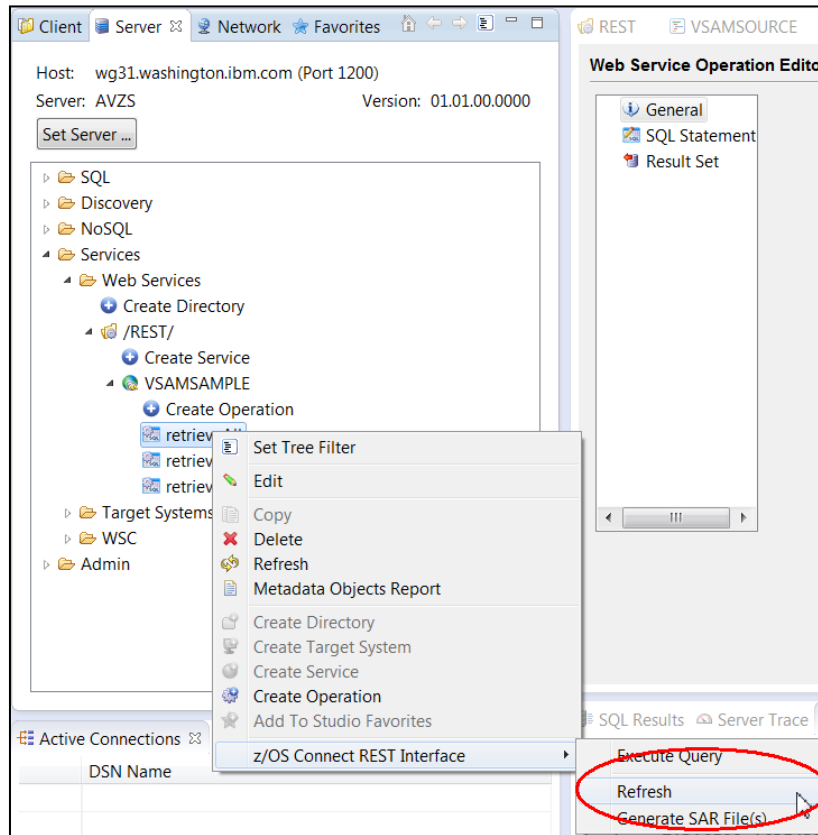 Client Server Network Favorites
Host: wg31.washington.ibm.com (Port 1200)
Server: AVZS Version: 01.01.00.0000
Set Server ...
SQL
Discovery
NoSQL
Services
Web Services
Create Directory
/REST/
Create Service
VSAMSAMPLE
Create Operation
retriev
retriev
retriev
Target Systems
WSC
Admin
Set Tree Filter
Edit
Copy
Delete
Refresh
Metadata Objects Report
Create Directory
Create Target System
Create Service
Create Operation
Add To Studio Favorites
z/OS Connect REST Interface
Execute Query
Refresh
Generate SAR File(s)
Active Connections
DSN Name
REST VSAMSOURCE
Web Service Operation Edito
General
SQL Statement
Result Set
SQL Results Server Trace